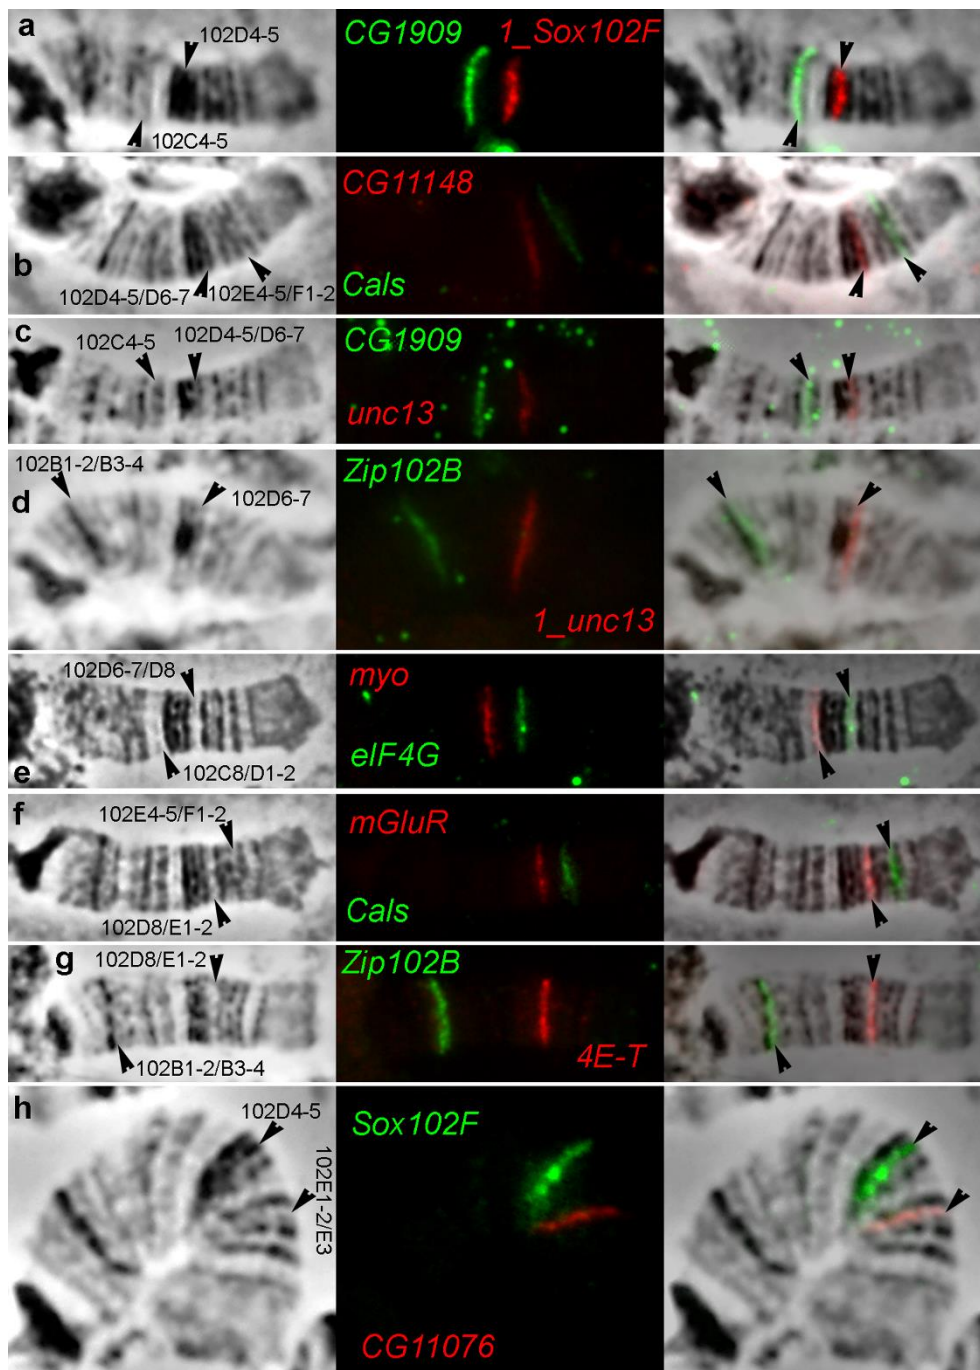 a
102D4-5
102C4-5
CG1909
1_Sox102F
b
102D4-5/D6-7
102E4-5/F1-2
CG11148
Cals
c
102C4-5
102D4-5/D6-7
CG1909
unc13
102B1-2/B3-4
d
102D6-7
Zip102B
1_unc13
102D6-7/D8
e
102C8/D1-2
myo
eIF4G
f
102E4-5/F1-2
102D8/E1-2
mGluR
Cals
g
102D8/E1-2
102B1-2/B3-4
Zip102B
4E-T
h
102D4-5
102E1-2/E3
Sox102F
CG11076